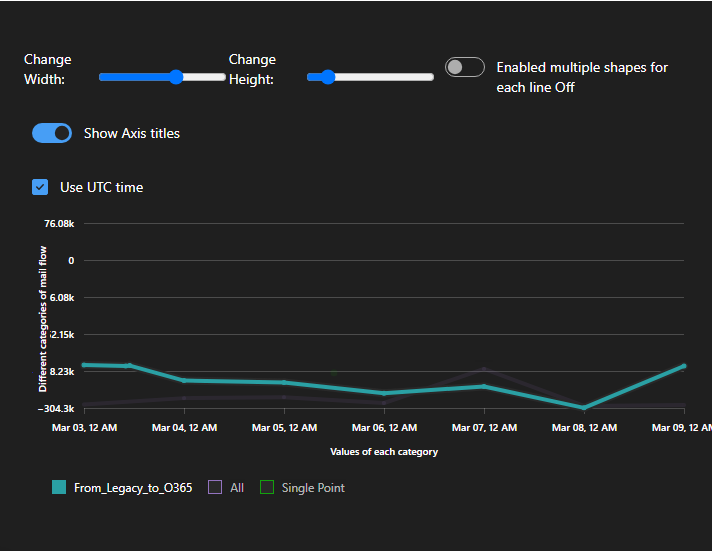 Change
Width:
Change
Height:
Enabled multiple shapes for
each line Off
Show Axis titles
Use UTC time
Different categories of mail flow
76.08k
0
6.08k
2.15k
8.23k
−304.3k
Mar 03, 12 AM
Mar 04, 12 AM
Mar 05, 12 AM
Mar 06, 12 AM
Mar 07, 12 AM
Mar 08, 12 AM
Mar 09, 12 AM
Values of each category
From_Legacy_to_O365
All
Single Point